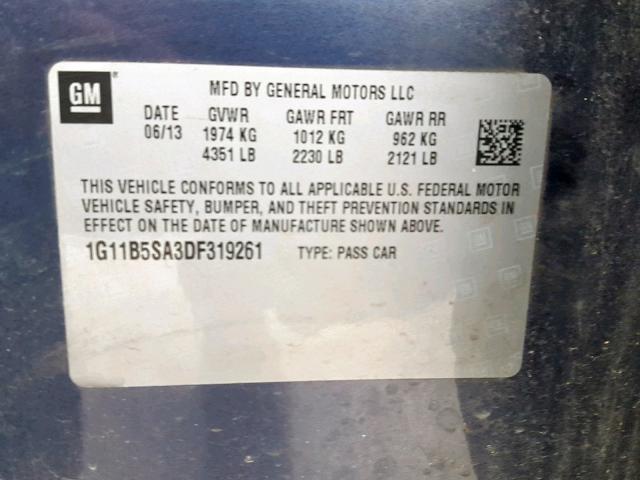 GM
MFD BY GENERAL MOTORS LLC
DATE GVWR GAWR FRT GAWR RR
06/13 1974 KG 1012 KG 962 KG
4351 LB 2230 LB 2121 LB
THIS VEHICLE CONFORMS TO ALL APPLICABLE U.S. FEDERAL MOTOR
VEHICLE SAFETY, BUMPER, AND THEFT PREVENTION STANDARDS IN
EFFECT ON THE DATE OF MANUFACTURE SHOWN ABOVE.
1G11B5SA3DF319261 TYPE: PASS CAR